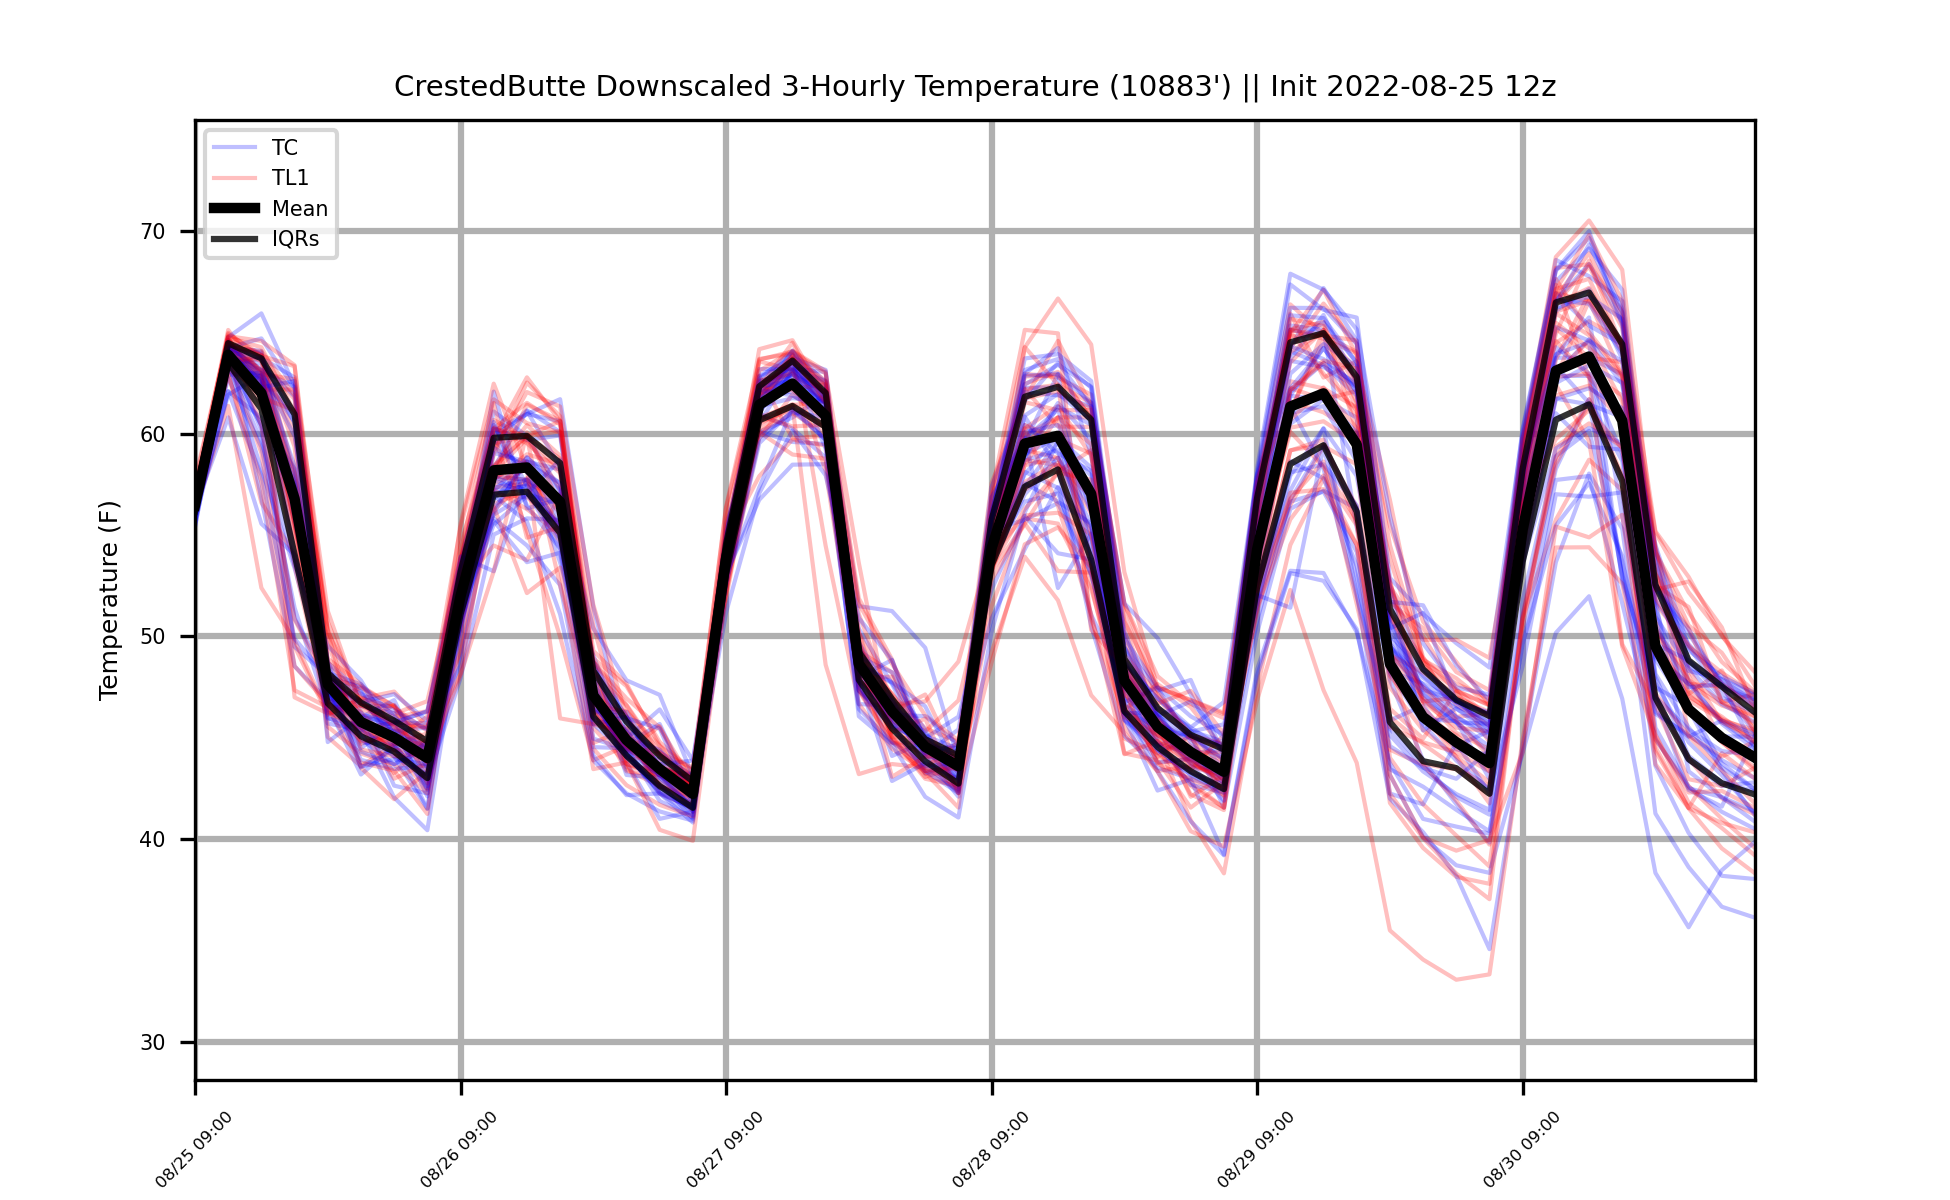 CrestedButte Downscaled 3-Hourly Temperature (10883') || Init 2022-08-25 12z
TC
TL1
Mean
IQRs
Temperature (F)
70
60
50
40
30
08/25 09:00
08/26 09:00
08/27 09:00
08/28 09:00
08/29 09:00
08/30 09:00